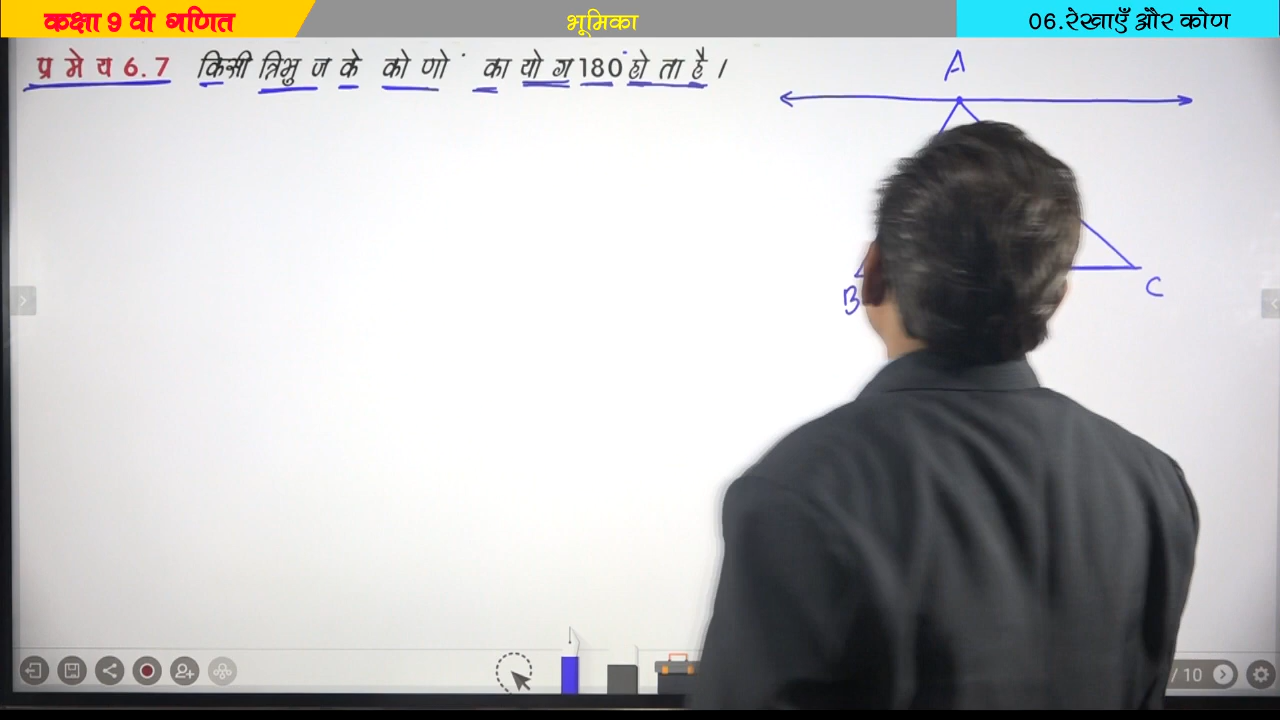 कक्षा 9 वी गणित
भूमिका
06.रेखाएँ और कोण
प्रमेय 6.7 किसी त्रिभुज के कोणों का योग 180° होता है ।
A
B
C
/ 10